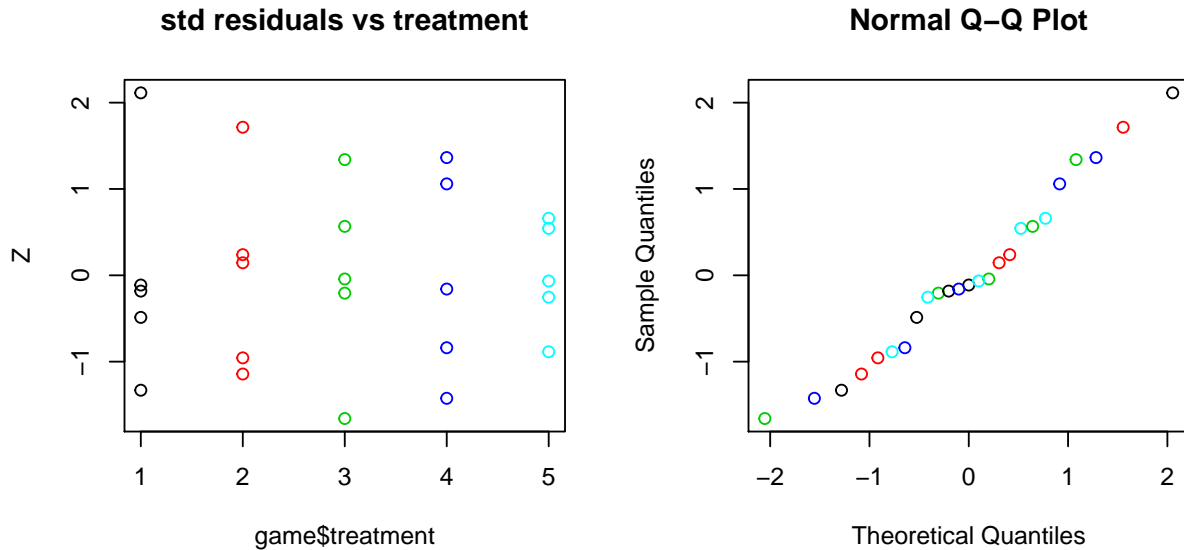 std residuals vs treatment
Z
2
1
0
−1
1 2 3 4 5
game$treatment
Normal Q−Q Plot
Sample Quantiles
2
1
0
−1
−2 −1 0 1 2
Theoretical Quantiles